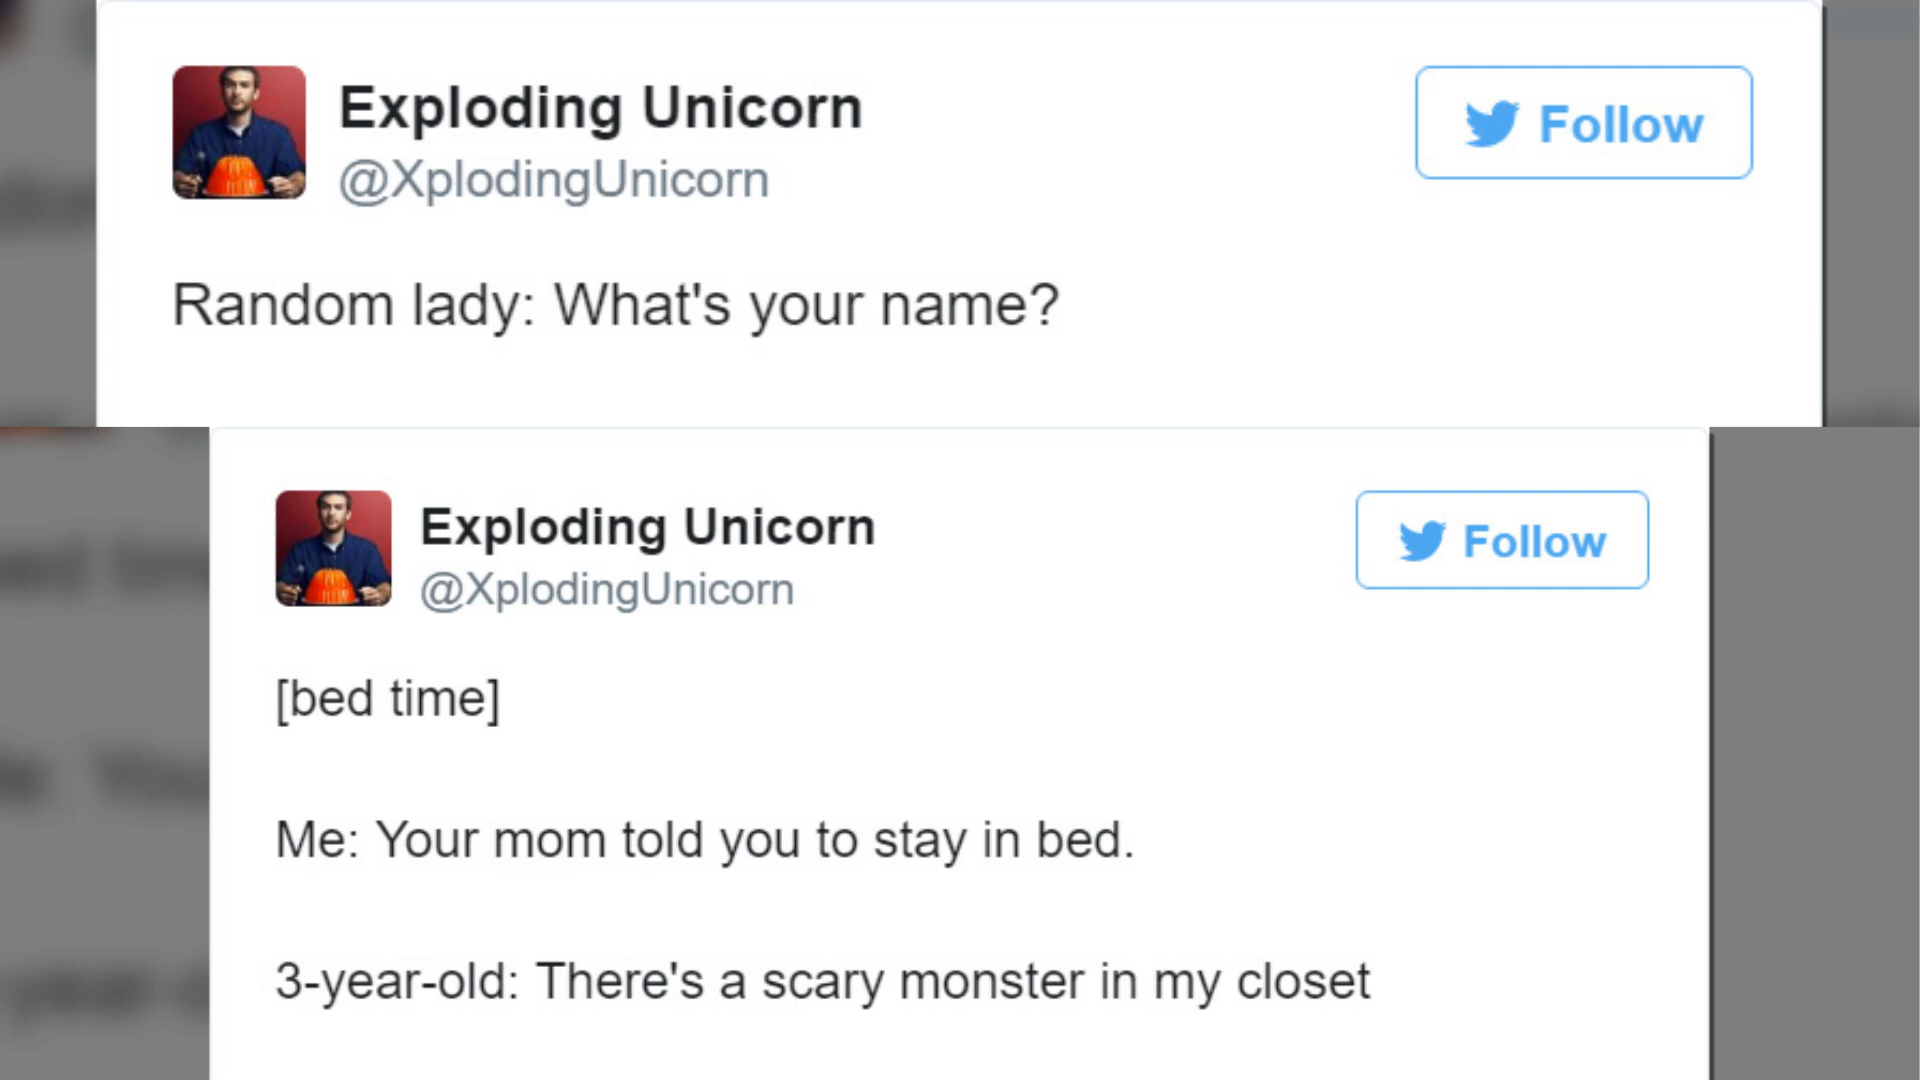 Exploding Unicorn
@XplodingUnicorn
Follow
Random lady: What's your name?
Exploding Unicorn
@XplodingUnicorn
Follow
[bed time]
Me: Your mom told you to stay in bed.
3-year-old: There's a scary monster in my closet